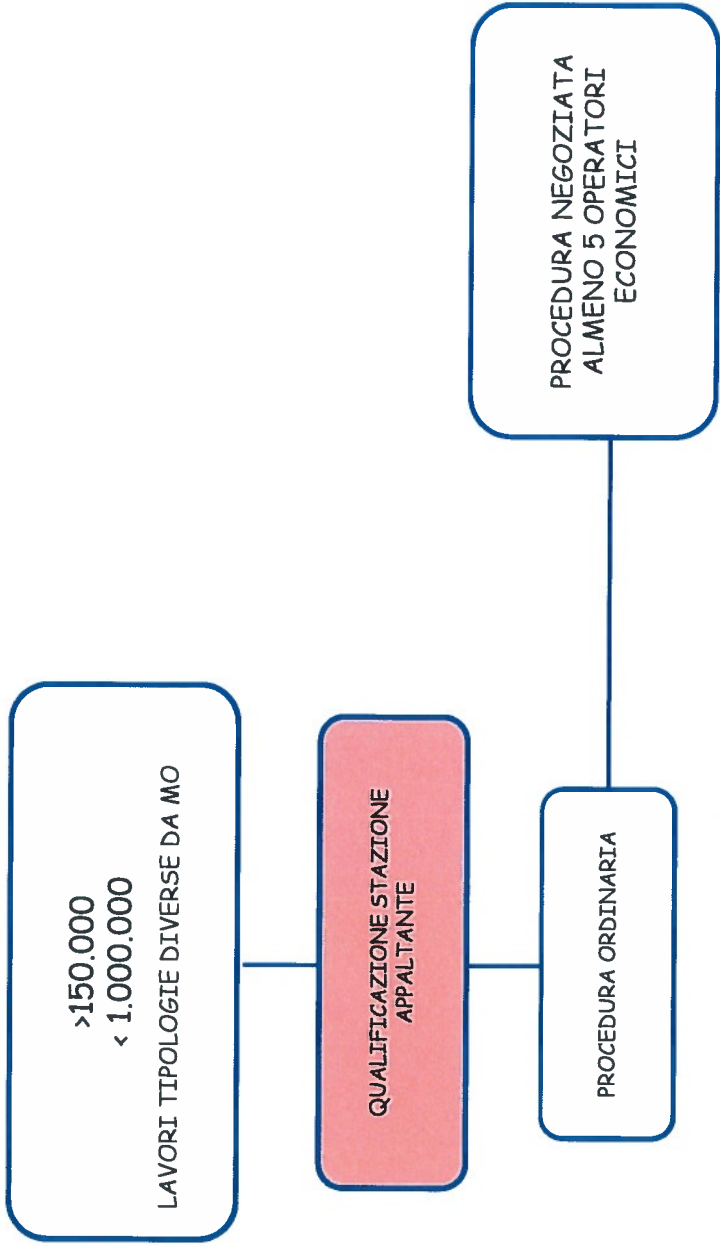 >150.000
< 1.000.000
LAVORI TIPOLOGIE DIVERSE DA MO
QUALIFICAZIONE STAZIONE
APPALTANTE
PROCEDURA ORDINARIA
PROCEDURA NEGOZIATA
ALMENO 5 OPERATORI
ECONOMICI